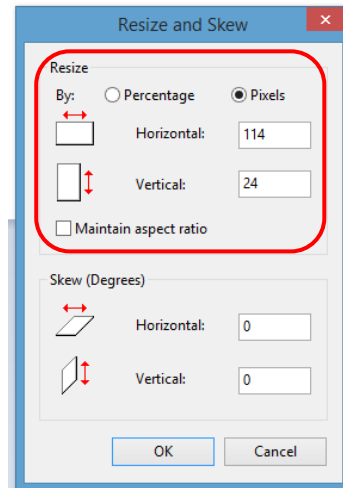 Resize and Skew
Resize
By: Percentage Pixels
Horizontal: 114
Vertical: 24
Maintain aspect ratio
Skew (Degrees)
Horizontal: 0
Vertical: 0
OK Cancel